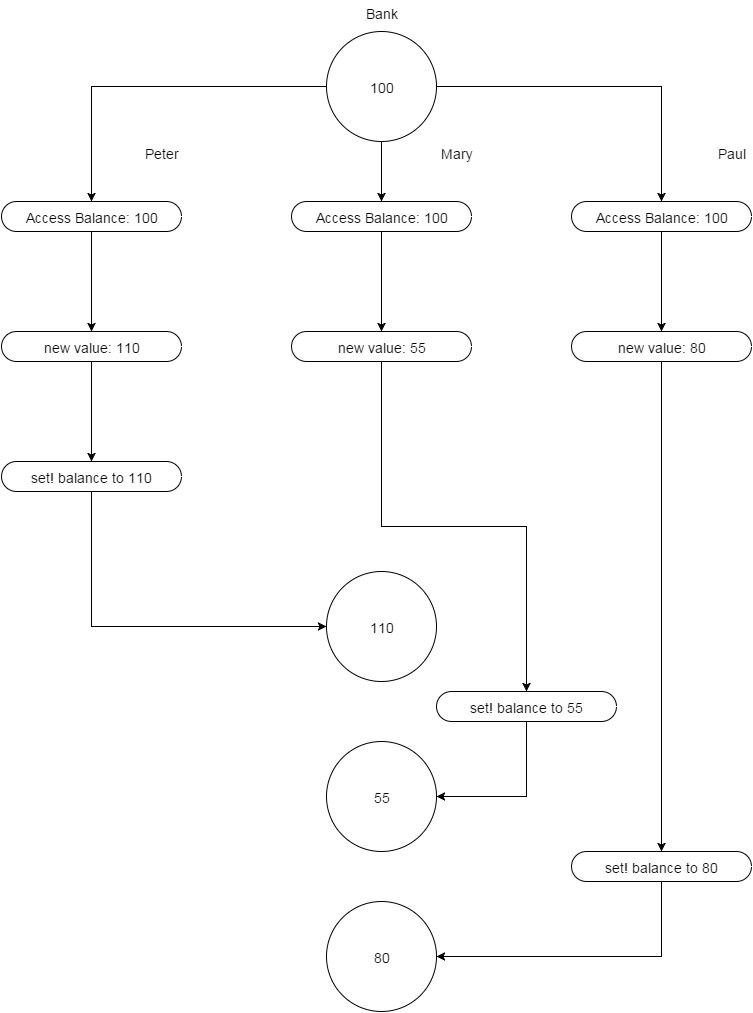 Bank
100
Peter
Mary
Paul
Access Balance: 100
Access Balance: 100
Access Balance: 100
new value: 110
new value: 55
new value: 80
set! balance to 110
110
set! balance to 55
55
set! balance to 80
80